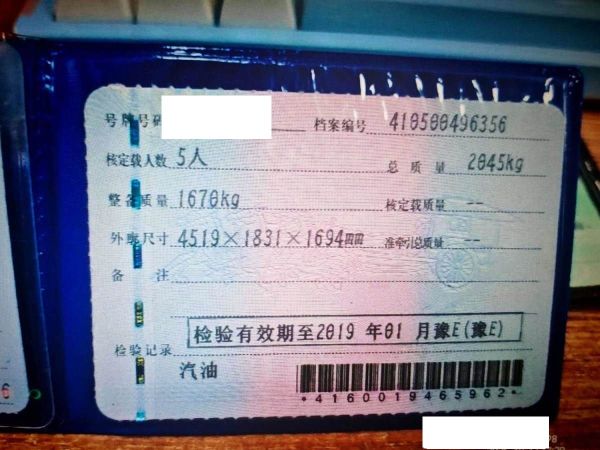 号牌号码 档案编号 410500496356
核定载人数 5人 总质量 2045kg
整备质量 1670kg 核定载质量 --
外廓尺寸 4519×1831×1694mm 准牵引总质量 --
备注
检验有效期至2019年01月豫E(豫E)
检验记录
汽油
*4160019465962*